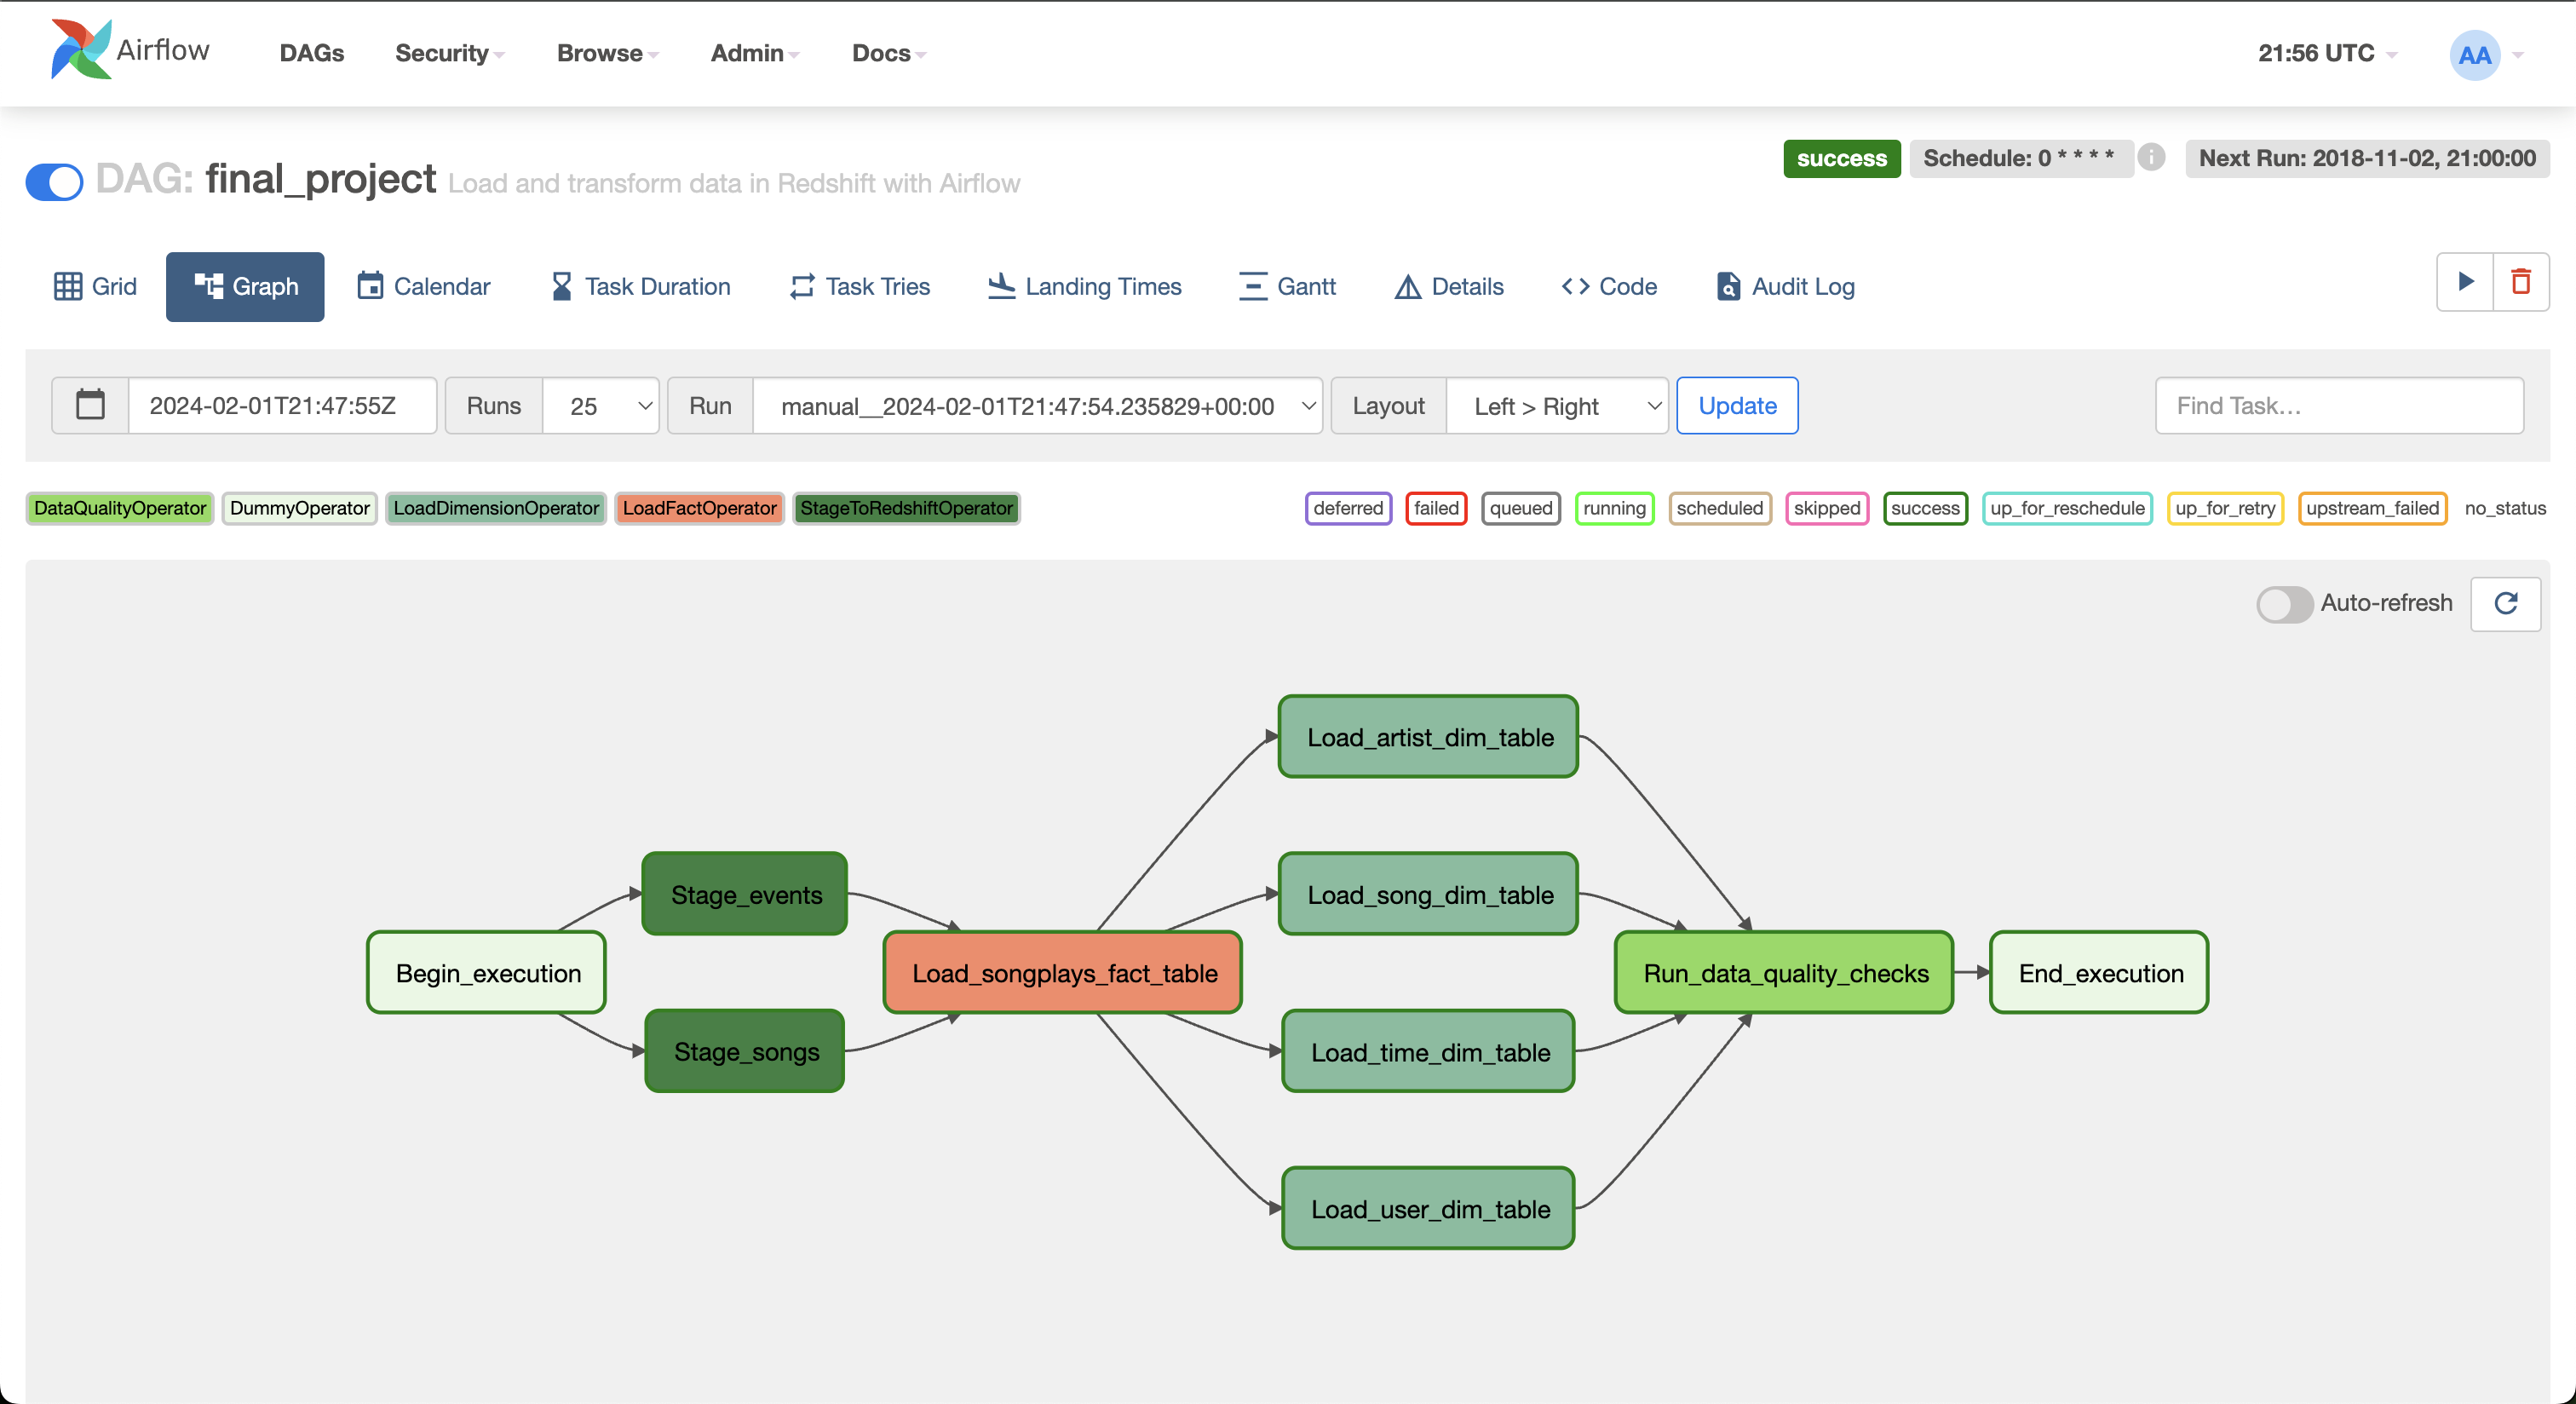 Airflow DAGs Security Browse Admin Docs 21:56 UTC AA
DAG: final_project Load and transform data in Redshift with Airflow success Schedule: 0 * * * * i Next Run: 2018-11-02, 21:00:00
Grid Graph Calendar Task Duration Task Tries Landing Times Gantt Details <> Code Audit Log
2024-02-01T21:47:55Z Runs 25 Run manual__2024-02-01T21:47:54.235829+00:00 Layout Left > Right Update Find Task…
DataQualityOperator DummyOperator LoadDimensionOperator LoadFactOperator StageToRedshiftOperator deferred failed queued running scheduled skipped success up_for_reschedule up_for_retry upstream_failed no_status
Auto-refresh
Load_artist_dim_table
Stage_events Load_song_dim_table
Begin_execution Load_songplays_fact_table Run_data_quality_checks End_execution
Stage_songs Load_time_dim_table
Load_user_dim_table